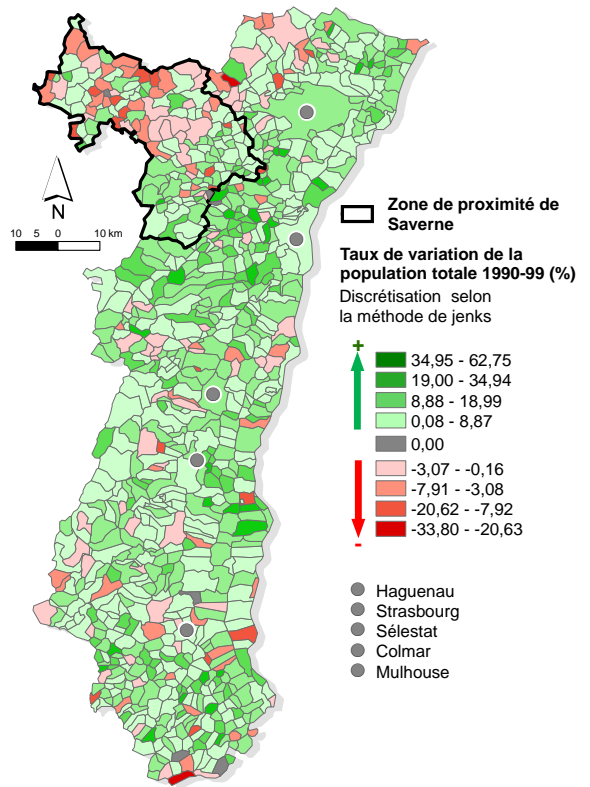 N
10 5 0 10 km
Zone de proximité de
Saverne
Taux de variation de la
population totale 1990-99 (%)
Discrétisation selon
la méthode de jenks
+
34,95 - 62,75
19,00 - 34,94
8,88 - 18,99
0,08 - 8,87
0,00
-3,07 - -0,16
-7,91 - -3,08
-20,62 - -7,92
-33,80 - -20,63
-
Haguenau
Strasbourg
Sélestat
Colmar
Mulhouse